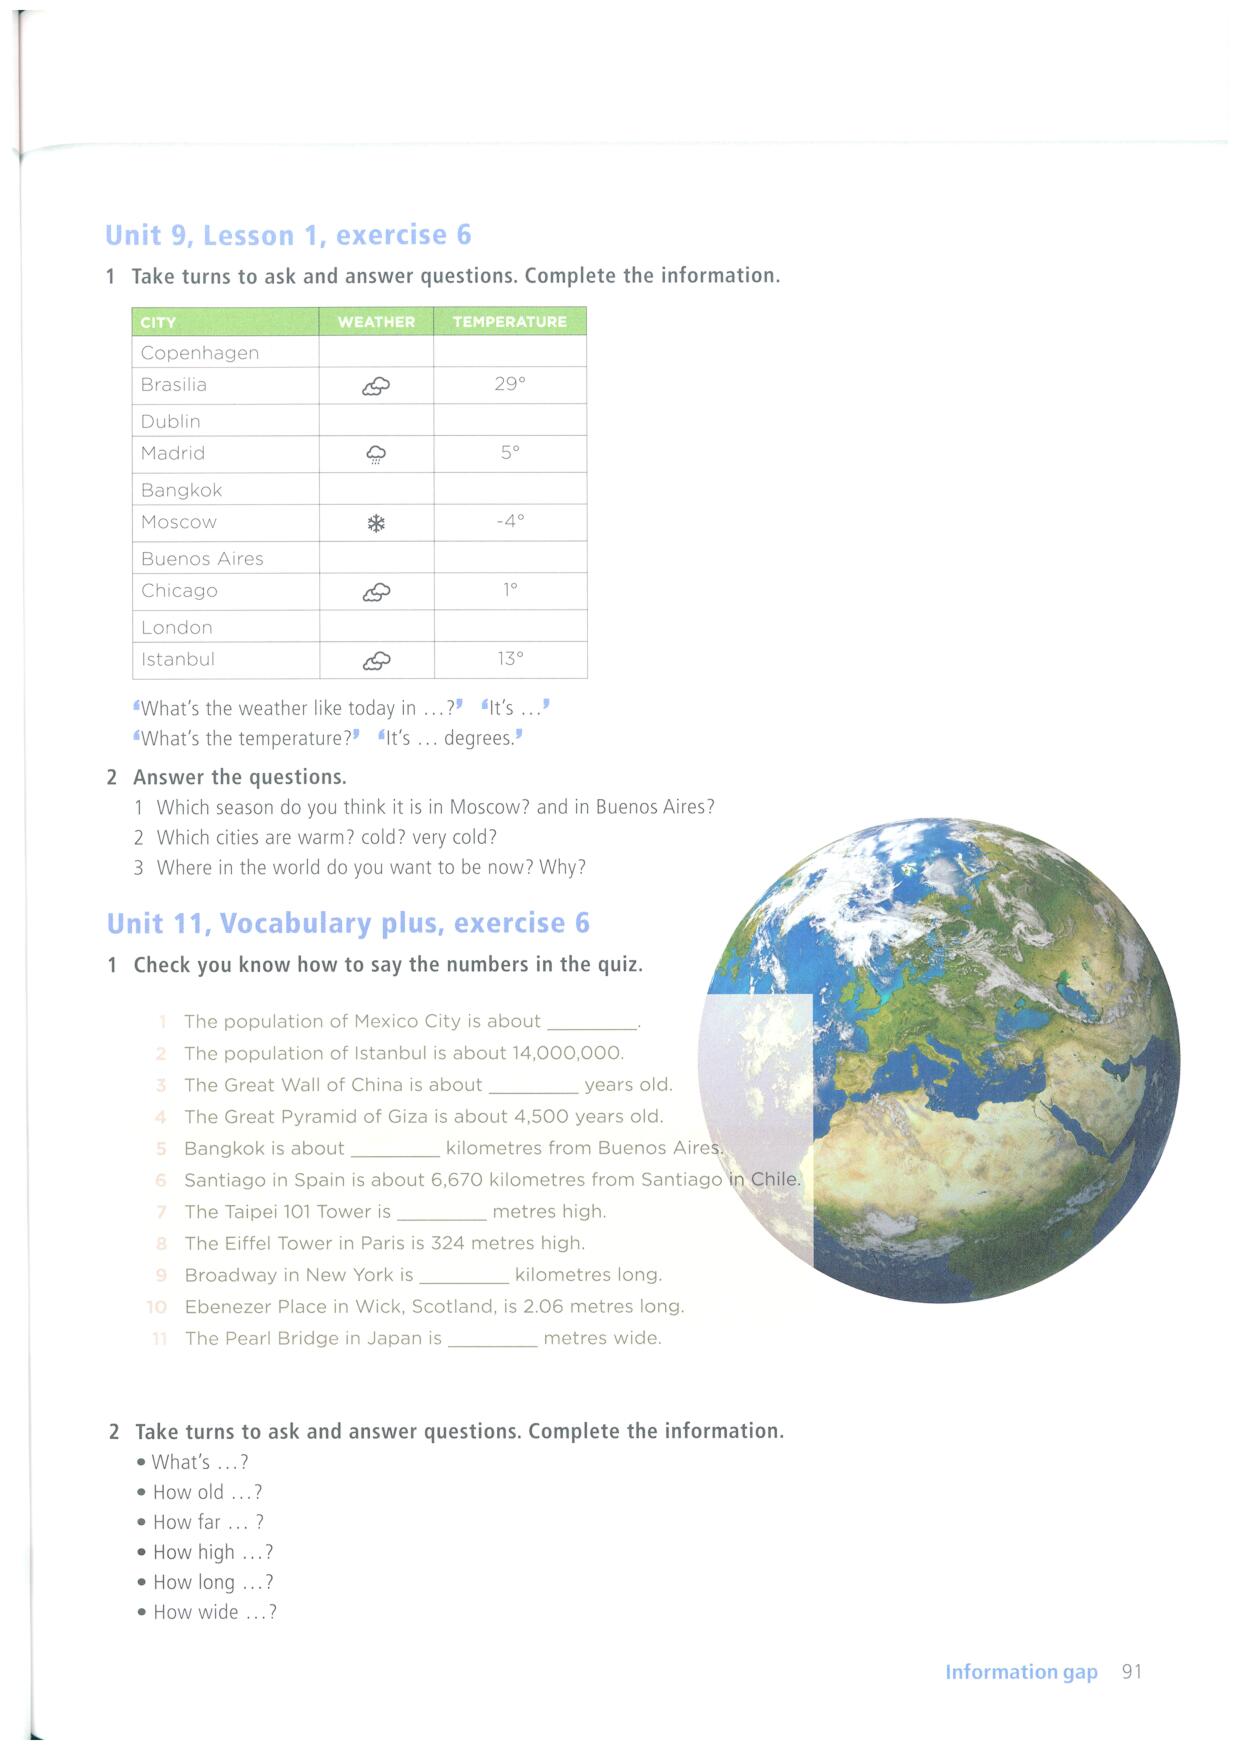 Unit 9, Lesson 1, exercise 6
1 Take turns to ask and answer questions. Complete the information.
CITY WEATHER TEMPERATURE
Copenhagen
Brasilia 29°
Dublin
Madrid 5°
Bangkok
Moscow -4°
Buenos Aires
Chicago 1°
London
Istanbul 13°
‘What's the weather like today in ...?’ ‘It's ...’
‘What's the temperature?’ ‘It's ... degrees.’
2 Answer the questions.
1 Which season do you think it is in Moscow? and in Buenos Aires?
2 Which cities are warm? cold? very cold?
3 Where in the world do you want to be now? Why?
Unit 11, Vocabulary plus, exercise 6
1 Check you know how to say the numbers in the quiz.
1 The population of Mexico City is about ________.
2 The population of Istanbul is about 14,000,000.
3 The Great Wall of China is about ________ years old.
4 The Great Pyramid of Giza is about 4,500 years old.
5 Bangkok is about ________ kilometres from Buenos Aires.
6 Santiago in Spain is about 6,670 kilometres from Santiago in Chile.
7 The Taipei 101 Tower is ________ metres high.
8 The Eiffel Tower in Paris is 324 metres high.
9 Broadway in New York is ________ kilometres long.
10 Ebenezer Place in Wick, Scotland, is 2.06 metres long.
11 The Pearl Bridge in Japan is ________ metres wide.
2 Take turns to ask and answer questions. Complete the information.
• What's ...?
• How old ...?
• How far ... ?
• How high ...?
• How long ...?
• How wide ...?
Information gap 91